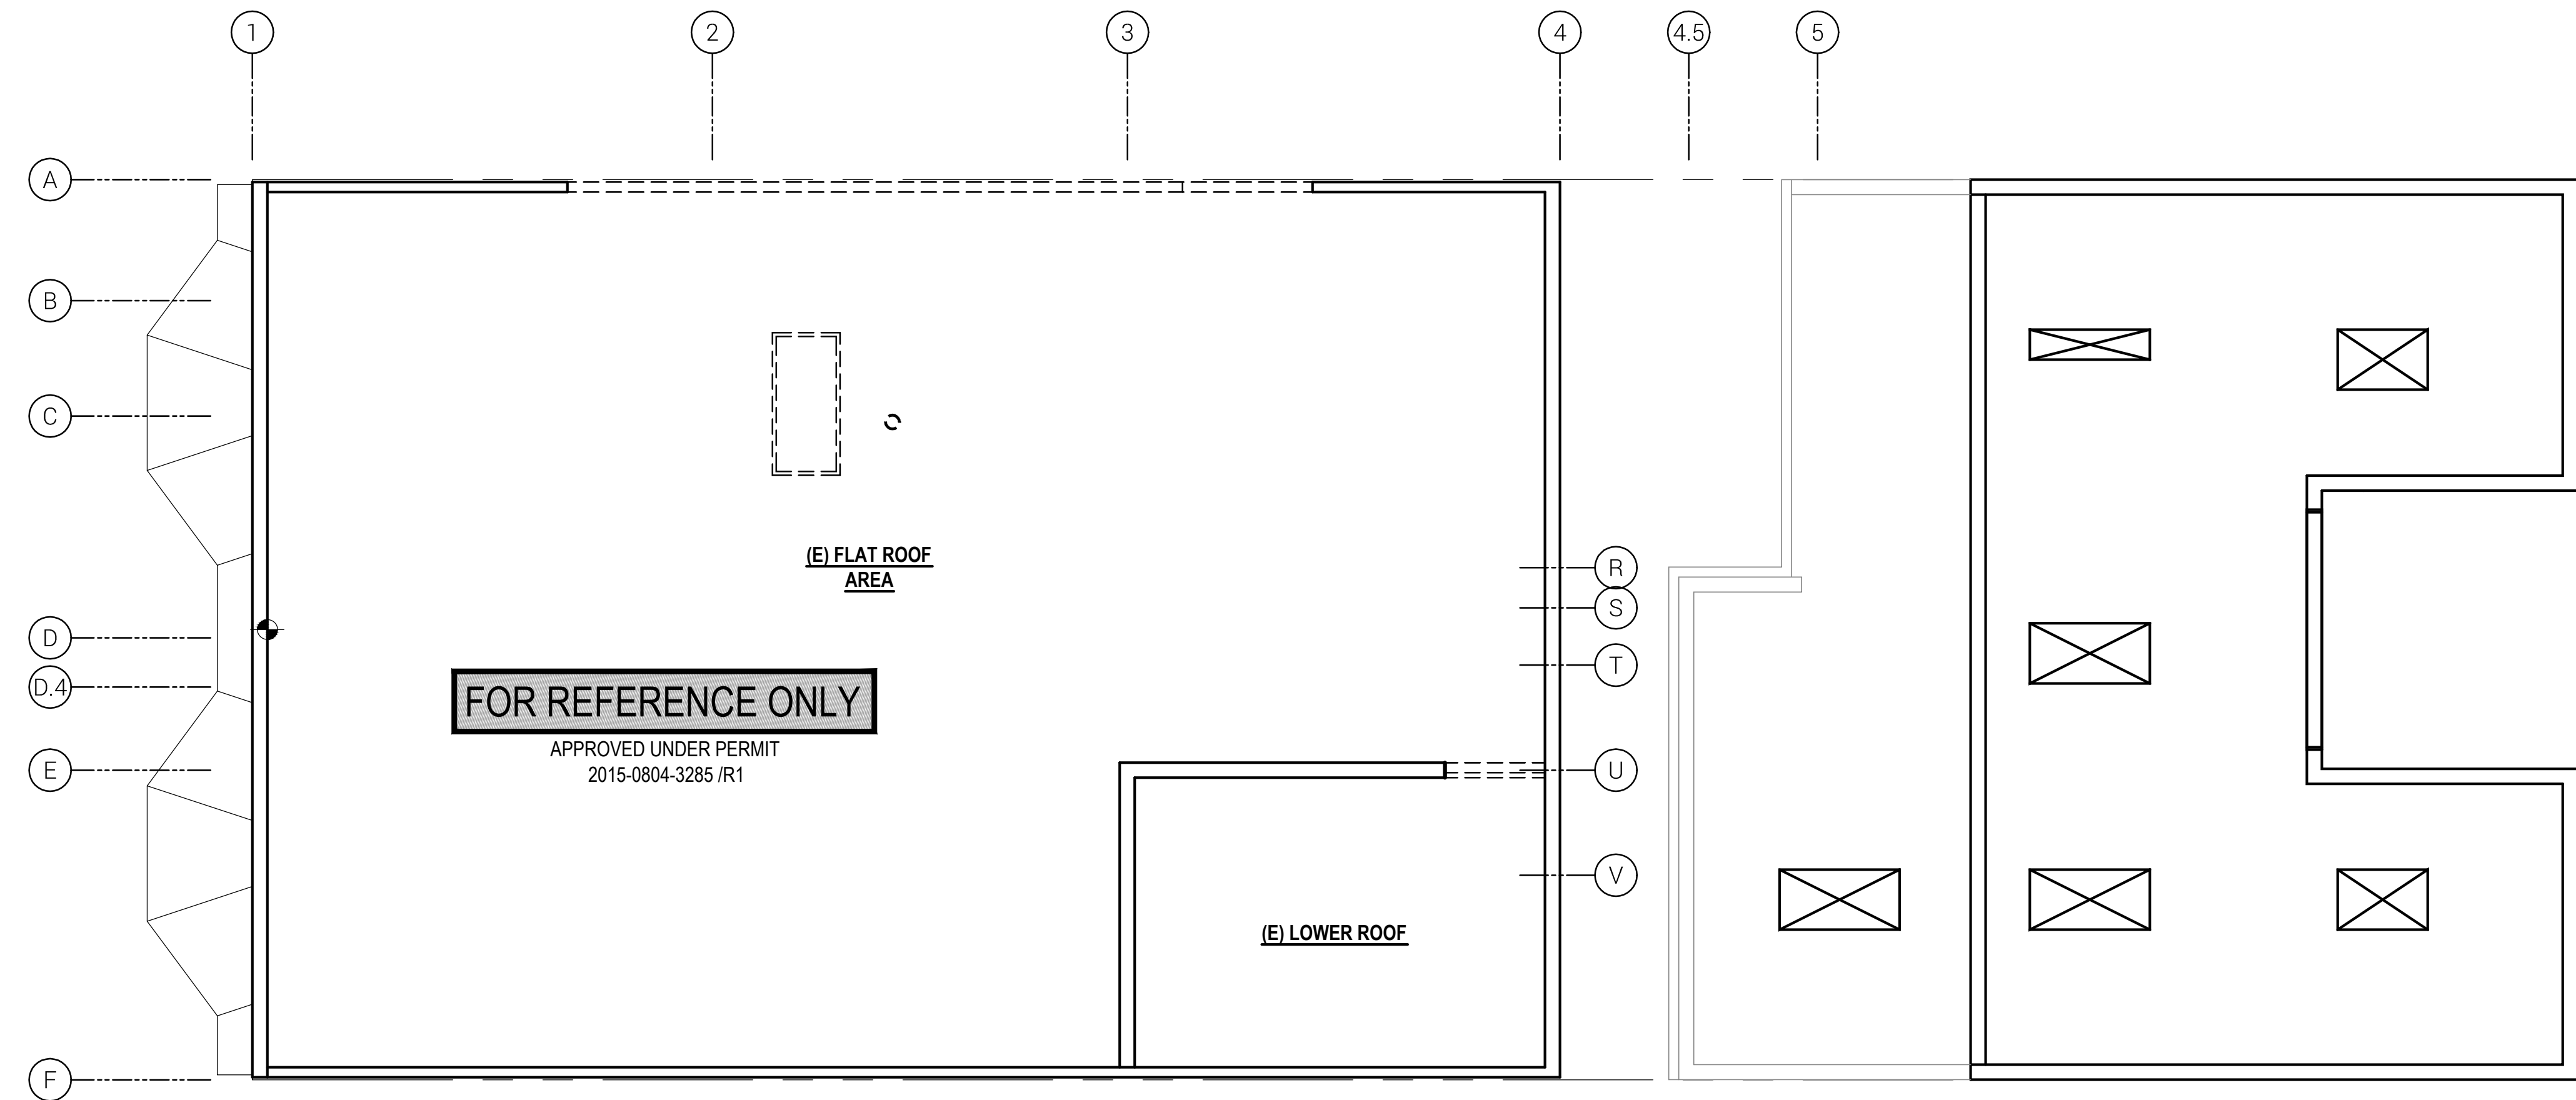 1 2 3 4 4.5 5
A
B
C
(E) FLAT ROOF
AREA
R
S
D
T
D.4
FOR REFERENCE ONLY
APPROVED UNDER PERMIT
2015-0804-3285 /R1
E
U
V
(E) LOWER ROOF
F